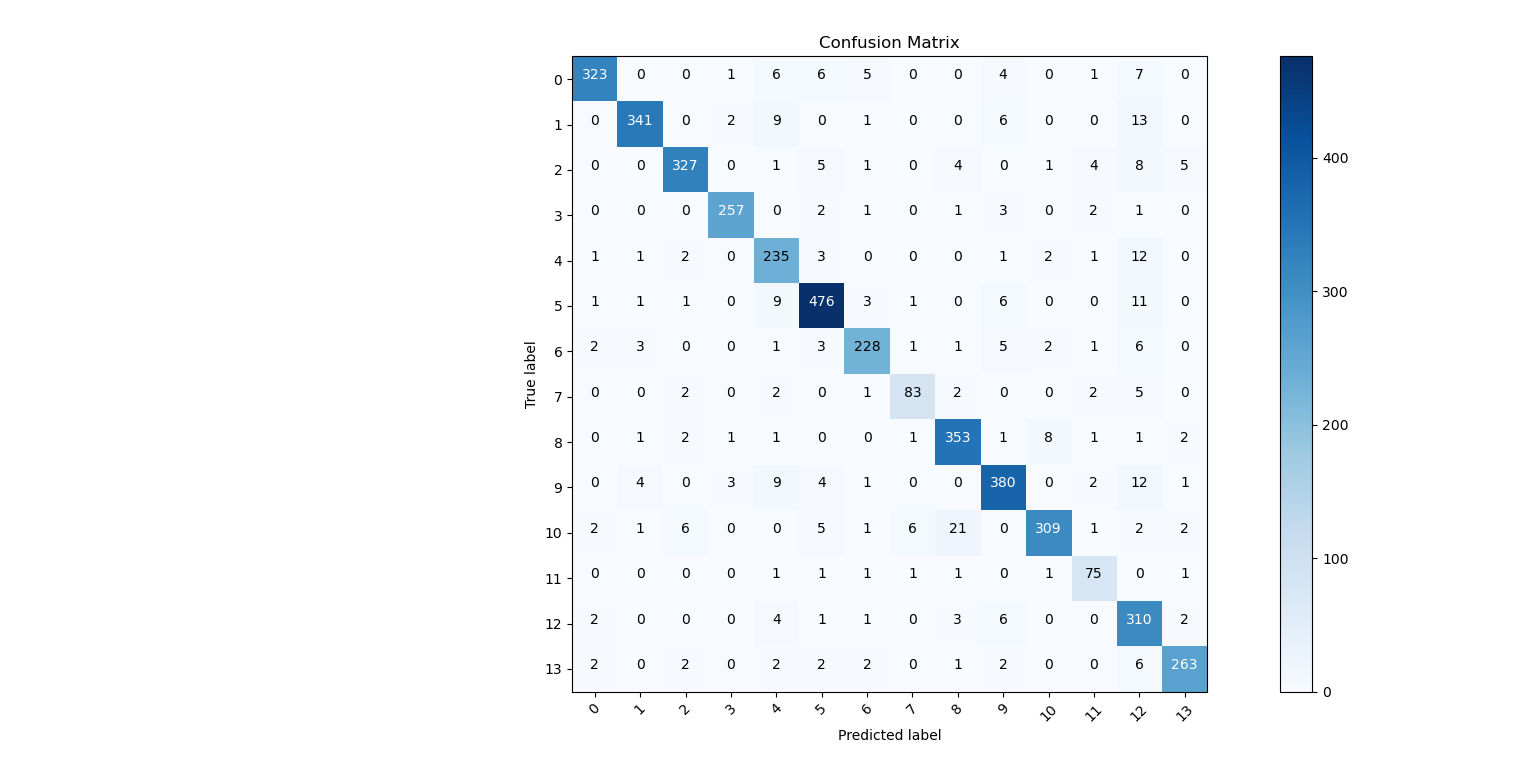 Confusion Matrix
0 323 0 0 1 6 6 5 0 0 4 0 1 7 0
1 0 341 0 2 9 0 1 0 0 6 0 0 13 0
2 0 0 327 0 1 5 1 0 4 0 1 4 8 5
3 0 0 0 257 0 2 1 0 1 3 0 2 1 0
4 1 1 2 0 235 3 0 0 0 1 2 1 12 0
5 1 1 1 0 9 476 3 1 0 6 0 0 11 0
6 2 3 0 0 1 3 228 1 1 5 2 1 6 0
7 0 0 2 0 2 0 1 83 2 0 0 2 5 0
8 0 1 2 1 1 0 0 1 353 1 8 1 1 2
9 0 4 0 3 9 4 1 0 0 380 0 2 12 1
10 2 1 6 0 0 5 1 6 21 0 309 1 2 2
11 0 0 0 0 1 1 1 1 1 0 1 75 0 1
12 2 0 0 0 4 1 1 0 3 6 0 0 310 2
13 2 0 2 0 2 2 2 0 1 2 0 0 6 263
0 1 2 3 4 5 6 7 8 9 10 11 12 13
True label
Predicted label
400
300
200
100
0